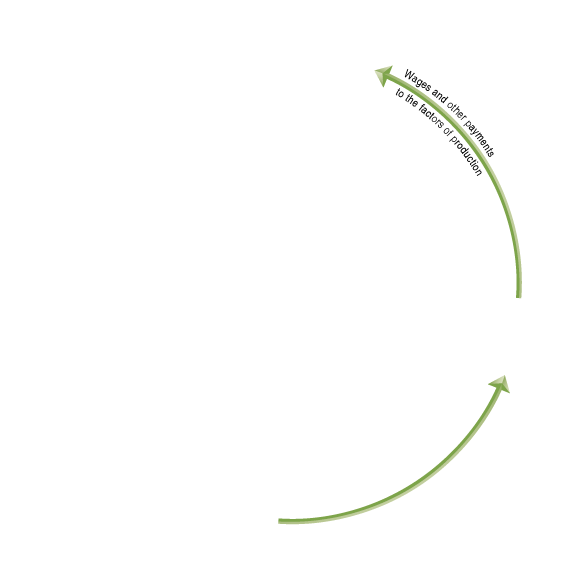 Wages and other payments
to the factors of production